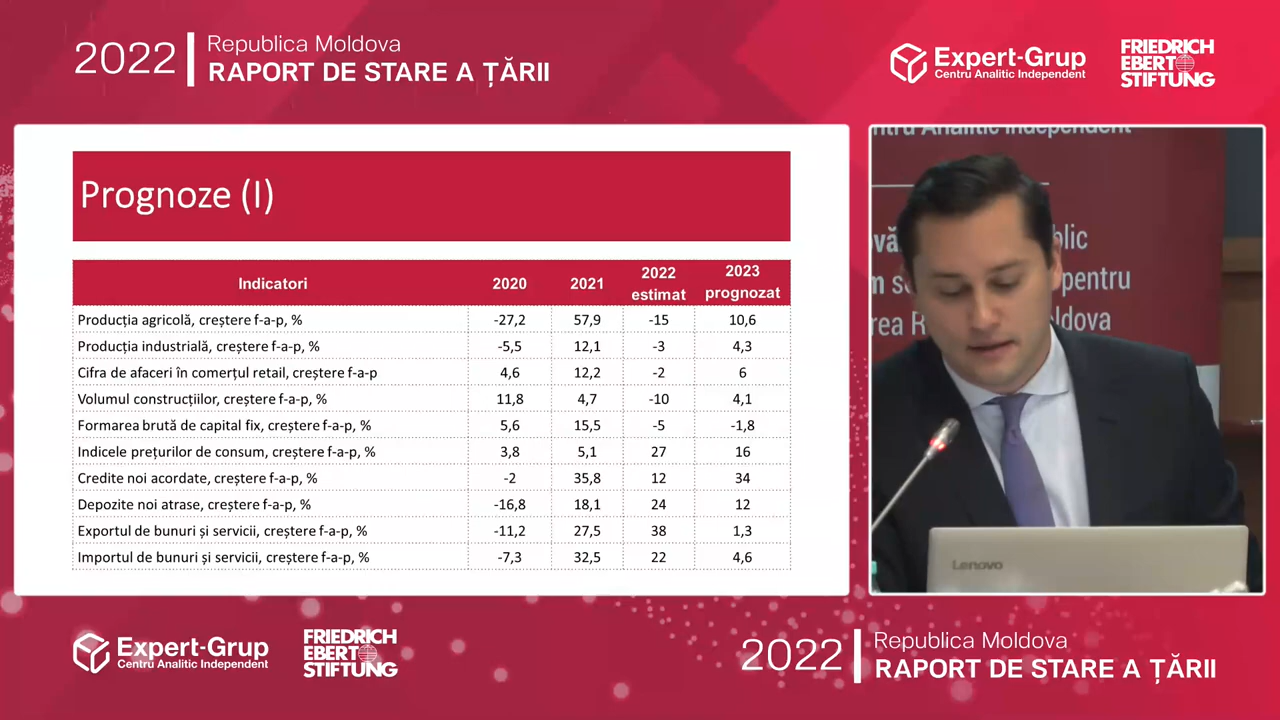 2022
Republica Moldova
RAPORT DE STARE A ȚĂRII
Expert-Grup
Centru Analitic Independent
FRIEDRICH
EBERT
STIFTUNG
Prognoze (I)
Indicatori 2020 2021 2022 estimat 2023 prognozat
Producția agricolă, creștere f-a-p, % -27,2 57,9 -15 10,6
Producția industrială, creștere f-a-p, % -5,5 12,1 -3 4,3
Cifra de afaceri în comerțul retail, creștere f-a-p 4,6 12,2 -2 6
Volumul construcțiilor, creștere f-a-p, % 11,8 4,7 -10 4,1
Formarea brută de capital fix, creștere f-a-p, % 5,6 15,5 -5 -1,8
Indicele prețurilor de consum, creștere f-a-p, % 3,8 5,1 27 16
Credite noi acordate, creștere f-a-p, % -2 35,8 12 34
Depozite noi atrase, creștere f-a-p, % -16,8 18,1 24 12
Exportul de bunuri și servicii, creștere f-a-p, % -11,2 27,5 38 1,3
Importul de bunuri și servicii, creștere f-a-p, % -7,3 32,5 22 4,6
Analitic Independent
pentru
Lenovo
Expert-Grup
Centru Analitic Independent
FRIEDRICH
EBERT
STIFTUNG
2022
Republica Moldova
RAPORT DE STARE A ȚĂRII